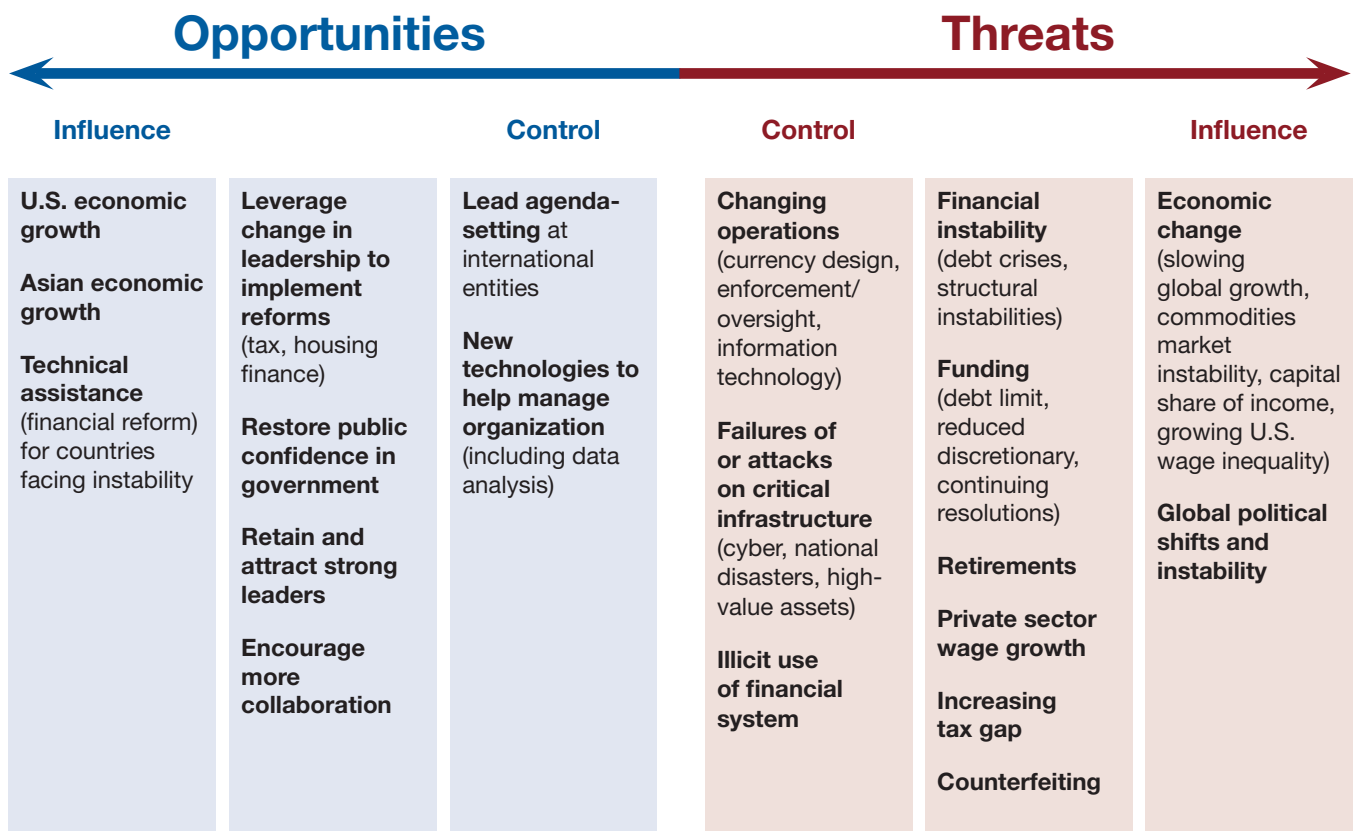 Opportunities
Threats
Influence
Control
Control
Influence
U.S. economic
growth
Asian economic
growth
Technical
assistance
(financial reform)
for countries
facing instability
Leverage
change in
leadership to
implement
reforms
(tax, housing
finance)
Restore public
confidence in
government
Retain and
attract strong
leaders
Encourage
more
collaboration
Lead agenda-
setting at
international
entities
New
technologies to
help manage
organization
(including data
analysis)
Changing
operations
(currency design,
enforcement/
oversight,
information
technology)
Failures of
or attacks
on critical
infrastructure
(cyber, national
disasters, high-
value assets)
Illicit use
of financial
system
Financial
instability
(debt crises,
structural
instabilities)
Funding
(debt limit,
reduced
discretionary,
continuing
resolutions)
Retirements
Private sector
wage growth
Increasing
tax gap
Counterfeiting
Economic
change
(slowing
global growth,
commodities
market
instability, capital
share of income,
growing U.S.
wage inequality)
Global political
shifts and
instability